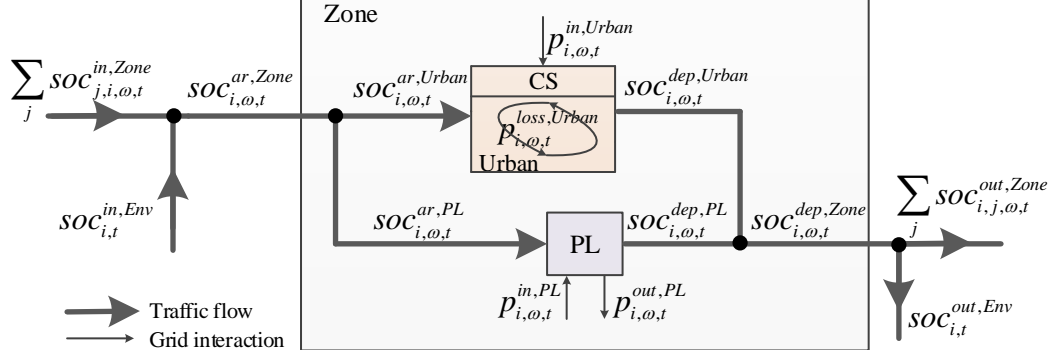 Zone
p_{i,ω,t}^{in,Urban}
∑_j soc_{j,i,ω,t}^{in,Zone}
soc_{i,ω,t}^{ar,Zone}
soc_{i,ω,t}^{ar,Urban}
CS
soc_{i,ω,t}^{dep,Urban}
p_{i,ω,t}^{loss,Urban}
Urban
soc_{i,t}^{in,Env}
soc_{i,ω,t}^{ar,PL}
PL
soc_{i,ω,t}^{dep,PL}
soc_{i,ω,t}^{dep,Zone}
∑_j soc_{i,j,ω,t}^{out,Zone}
p_{i,ω,t}^{in,PL}
p_{i,ω,t}^{out,PL}
soc_{i,t}^{out,Env}
Traffic flow
Grid interaction